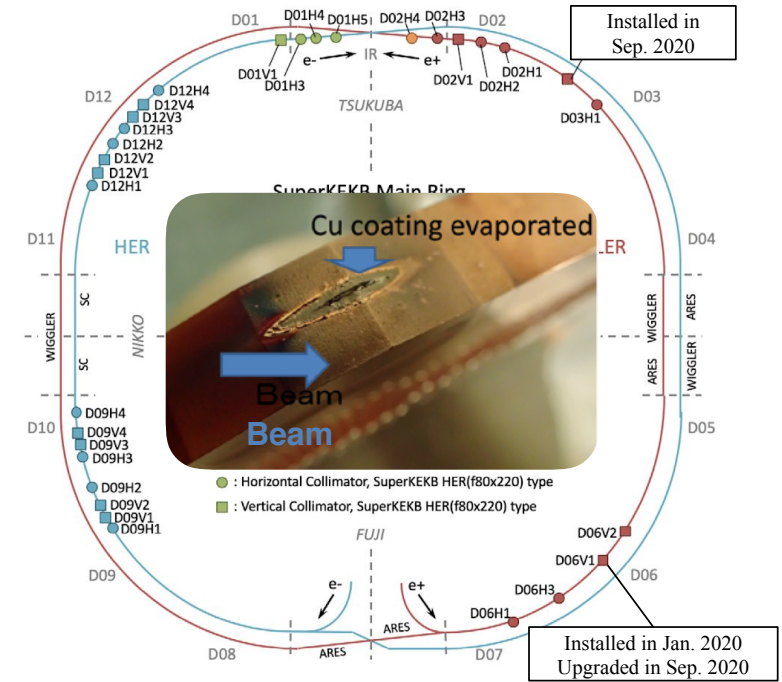 D01
D01H4
D01H5
D02H4
D02H3
D02
Installed in
Sep. 2020
e-
IR
e+
D01V1
D01H3
D02V1
D02H2
D02H1
D03
D03H1
TSUKUBA
D12
D12H4
D12V4
D12V3
D12H3
D12H2
D12V2
D12V1
D12H1
SuperKEKB Main Ring
Cu coating evaporated
D11
HER
LER
D04
SC
WIGGLER
SC
NIKKO
WIGGLER
ARES
ARES
WIGGLER
Beam
Beam
D10
D09H4
D09V4
D09V3
D09H3
D09H2
D09V2
D09V1
D09H1
D05
: Horizontal Collimator, SuperKEKB HER(f80x220) type
: Vertical Collimator, SuperKEKB HER(f80x220) type
FUJI
D06V2
D06V1
D06
D06H3
D06H1
D09
e-
e+
ARES
ARES
D08
D07
Installed in Jan. 2020
Upgraded in Sep. 2020